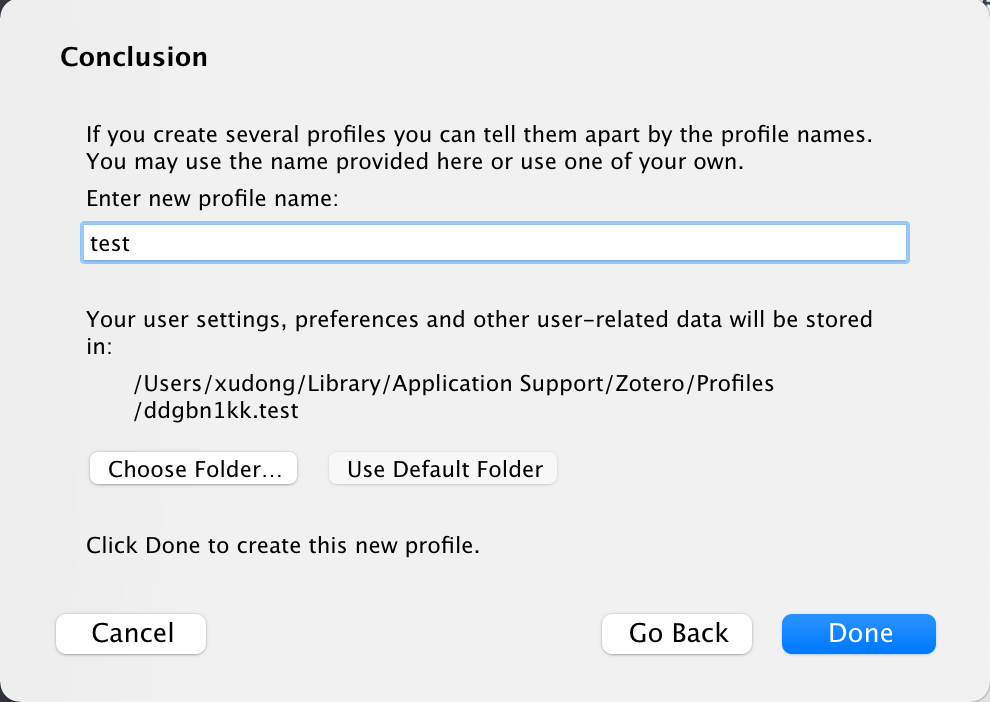 Conclusion
If you create several profiles you can tell them apart by the profile names.
You may use the name provided here or use one of your own.
Enter new profile name:
test
Your user settings, preferences and other user-related data will be stored
in:
/Users/xudong/Library/Application Support/Zotero/Profiles
/ddgbn1kk.test
Choose Folder... Use Default Folder
Click Done to create this new profile.
Cancel Go Back Done